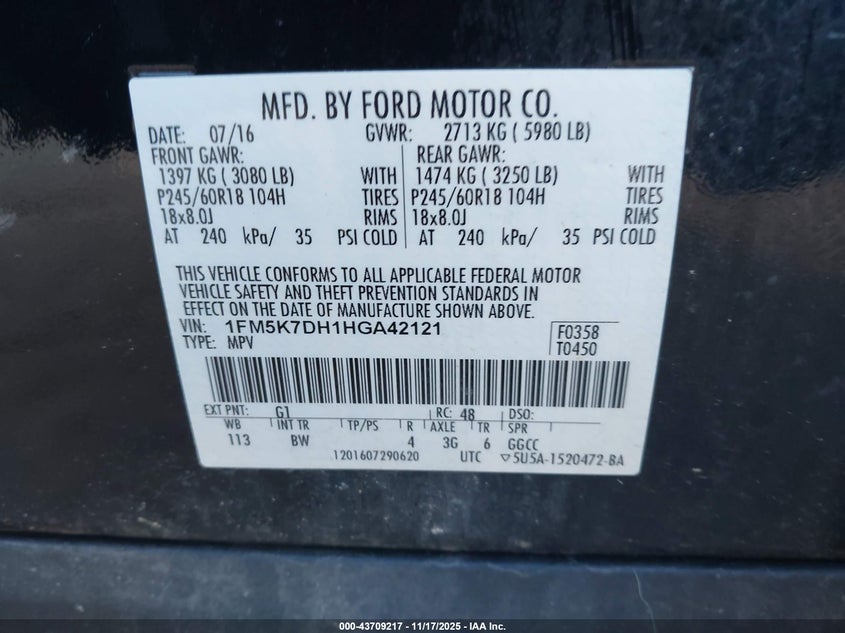 MFD. BY FORD MOTOR CO.
DATE: 07/16 GVWR: 2713 KG ( 5980 LB)
FRONT GAWR: REAR GAWR:
1397 KG ( 3080 LB) WITH 1474 KG ( 3250 LB) WITH
P245/60R18 104H TIRES P245/60R18 104H TIRES
18x8.0J RIMS 18x8.0J RIMS
AT 240 kPa/ 35 PSI COLD AT 240 kPa/ 35 PSI COLD
THIS VEHICLE CONFORMS TO ALL APPLICABLE FEDERAL MOTOR
VEHICLE SAFETY AND THEFT PREVENTION STANDARDS IN
EFFECT ON THE DATE OF MANUFACTURE SHOWN ABOVE.
VIN: 1FM5K7DH1HGA42121 F0358
TYPE: MPV T0450
EXT PNT: G1 RC: 48 DSO:
WB INT TR TP/PS R AXLE TR SPR
113 BW 4 3G 6 GGCC
1201607290620 UTC ▽5U5A-1520472-BA
000-43709217 - 11/17/2025 - IAA Inc.